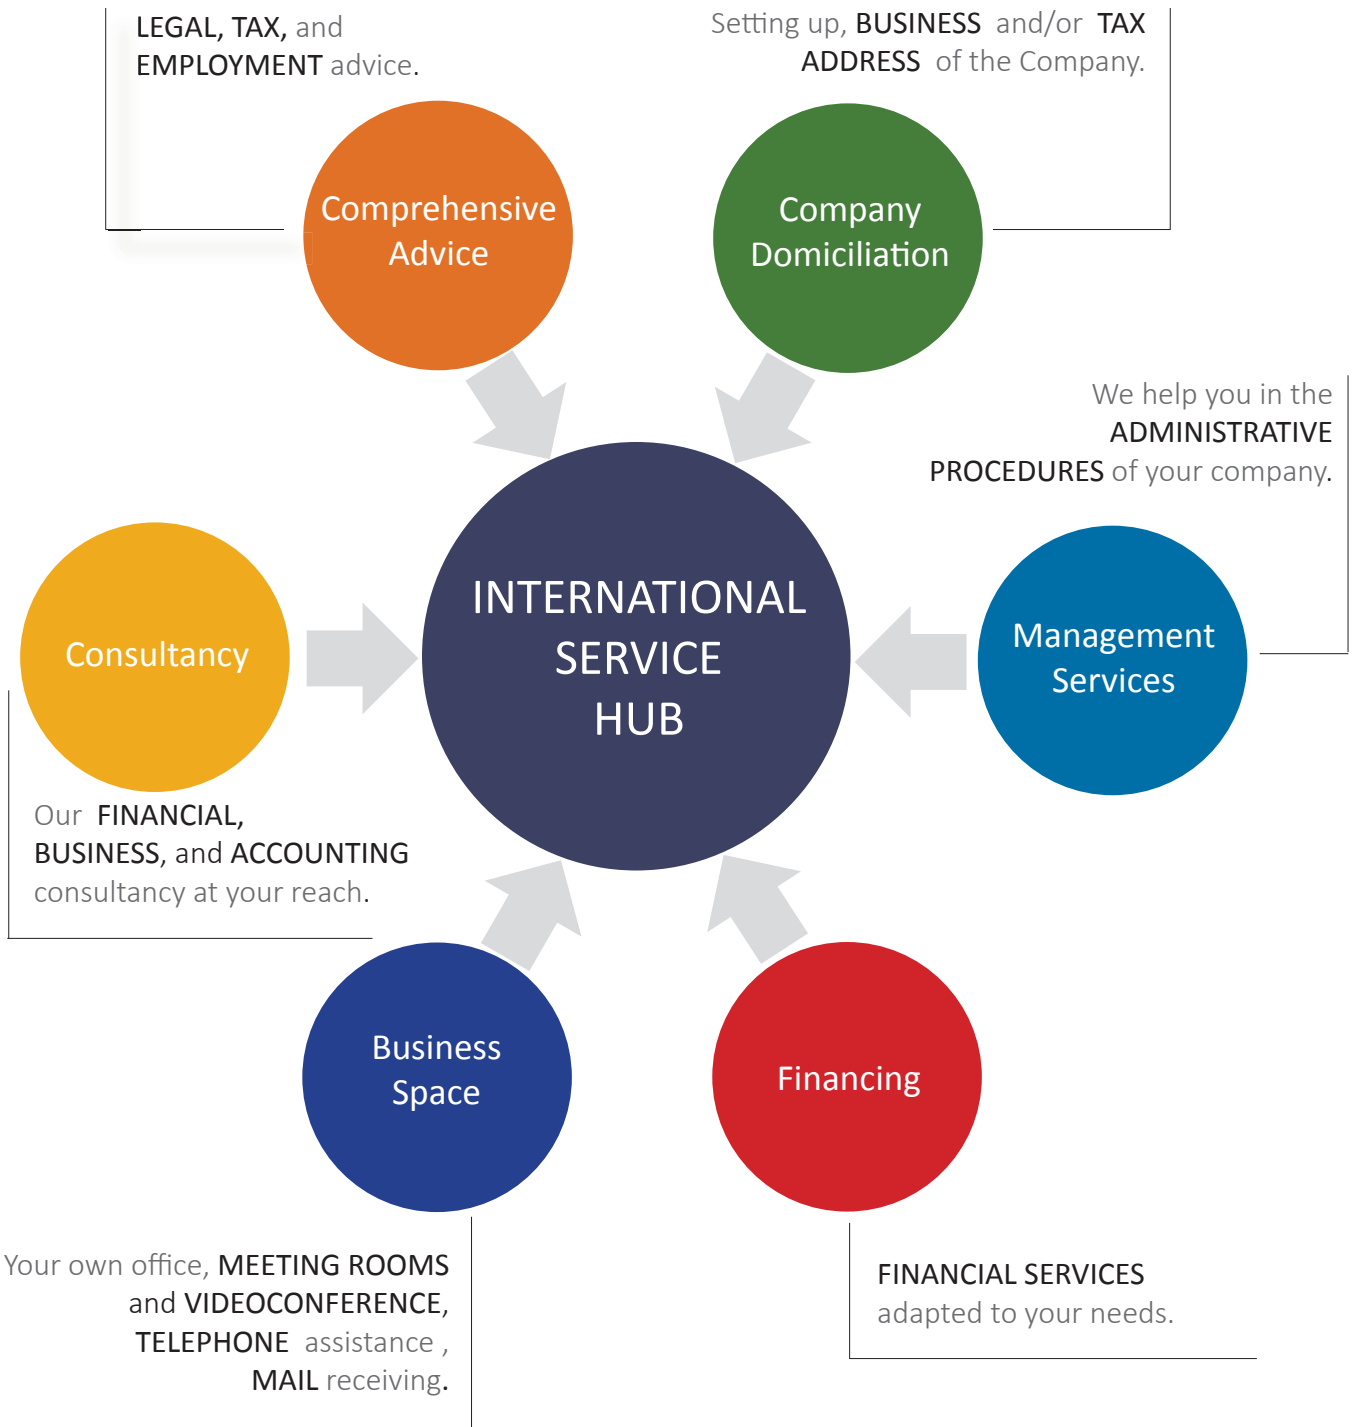 LEGAL, TAX, and
EMPLOYMENT advice.
Setting up, BUSINESS and/or TAX
ADDRESS of the Company.
Comprehensive
Advice
Company
Domiciliation
We help you in the
ADMINISTRATIVE
PROCEDURES of your company.
INTERNATIONAL
SERVICE
HUB
Consultancy
Management
Services
Our FINANCIAL,
BUSINESS, and ACCOUNTING
consultancy at your reach.
Business
Space
Financing
Your own office, MEETING ROOMS
and VIDEOCONFERENCE,
TELEPHONE assistance ,
MAIL receiving.
FINANCIAL SERVICES
adapted to your needs.